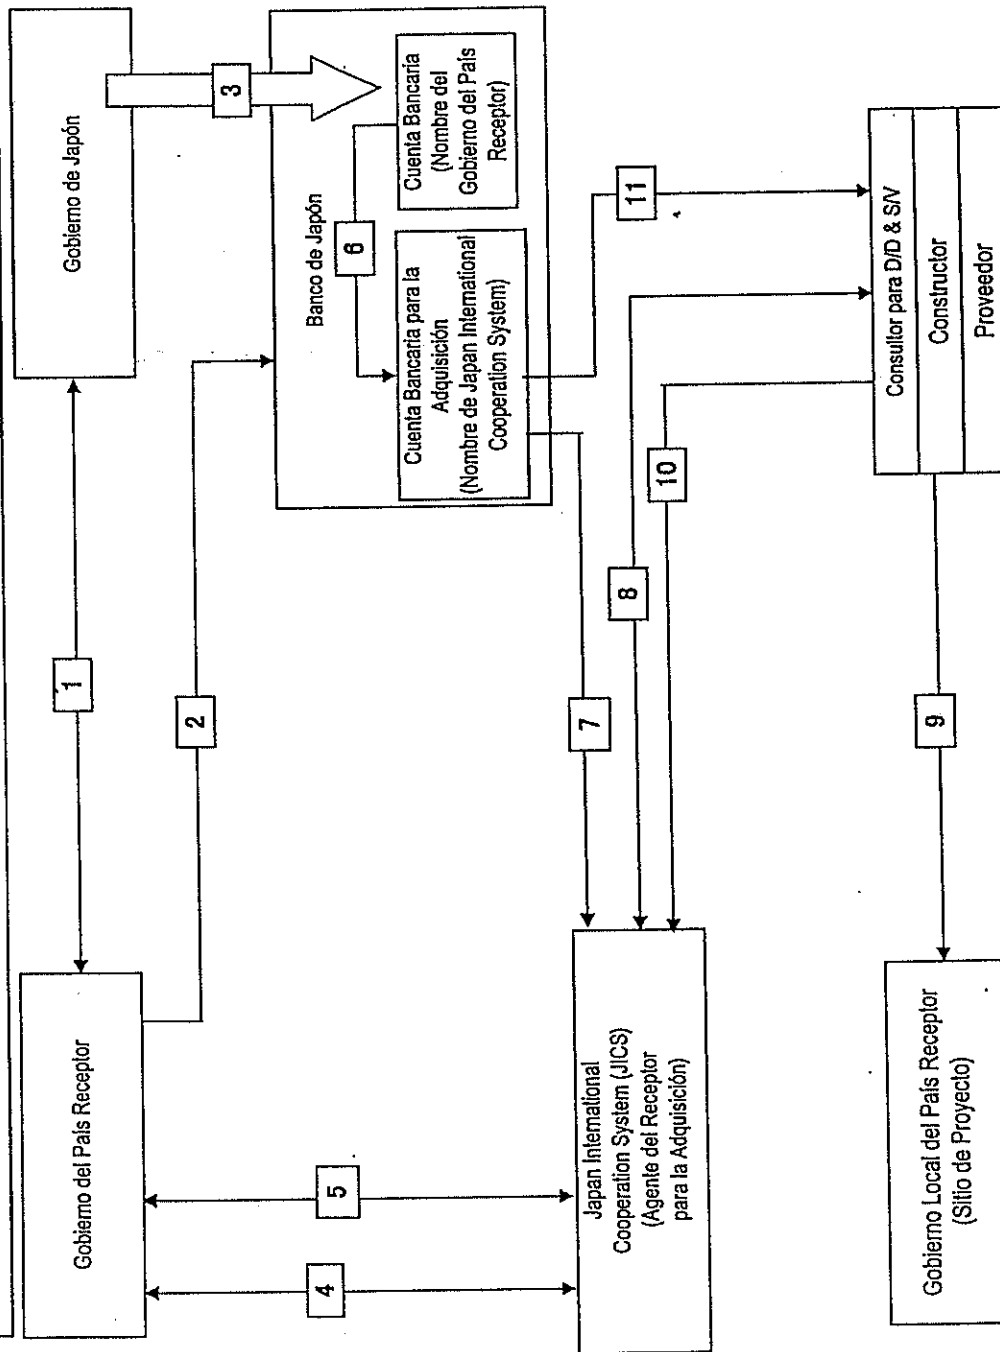 Gobierno del País Receptor
1
Gobierno de Japón
2
3
Banco de Japón
6
Cuenta Bancaria para la
Adquisición
(Nombre de Japan International
Cooperation System)
Cuenta Bancaria
(Nombre del
Gobierno del País
Receptor)
4
5
7
8
10
11
Japan International
Cooperation System (JICS)
(Agente del Receptor
para la Adquisición)
Gobierno Local del País Receptor
(Sitio de Proyecto)
9
Consultor para D/D & S/V
Constructor
Proveedor